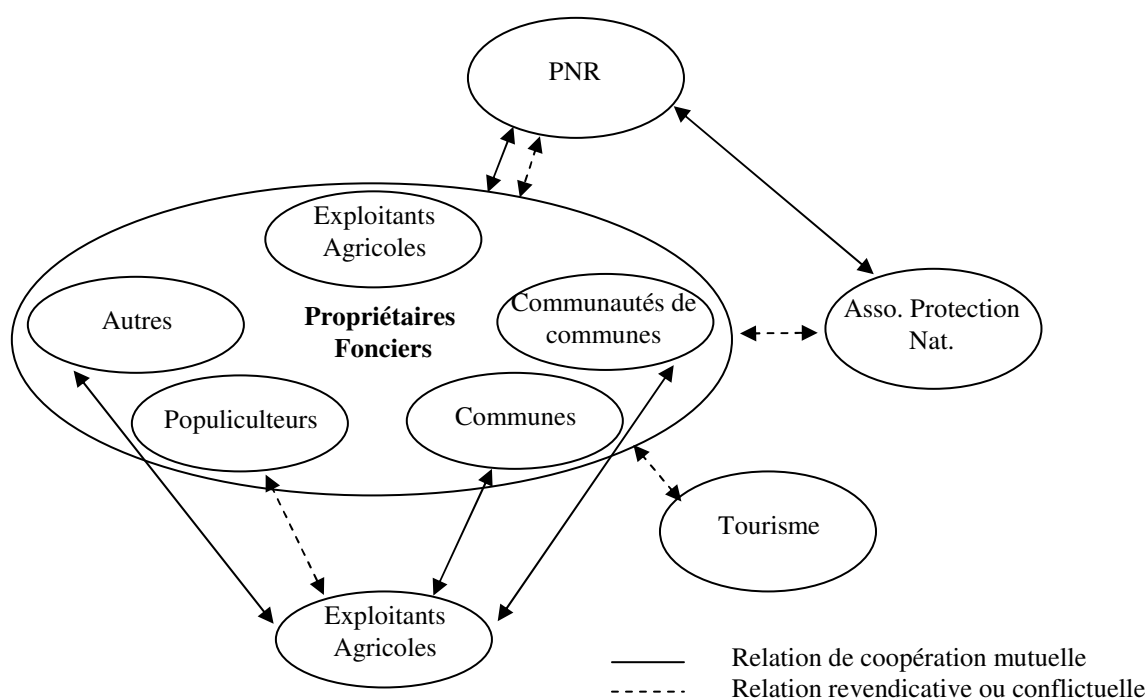 PNR
Exploitants
Agricoles
Autres
Propriétaires
Fonciers
Communautés de
communes
Asso. Protection
Nat.
Populiculteurs
Communes
Tourisme
Exploitants
Agricoles
Relation de coopération mutuelle
Relation revendicative ou conflictuelle